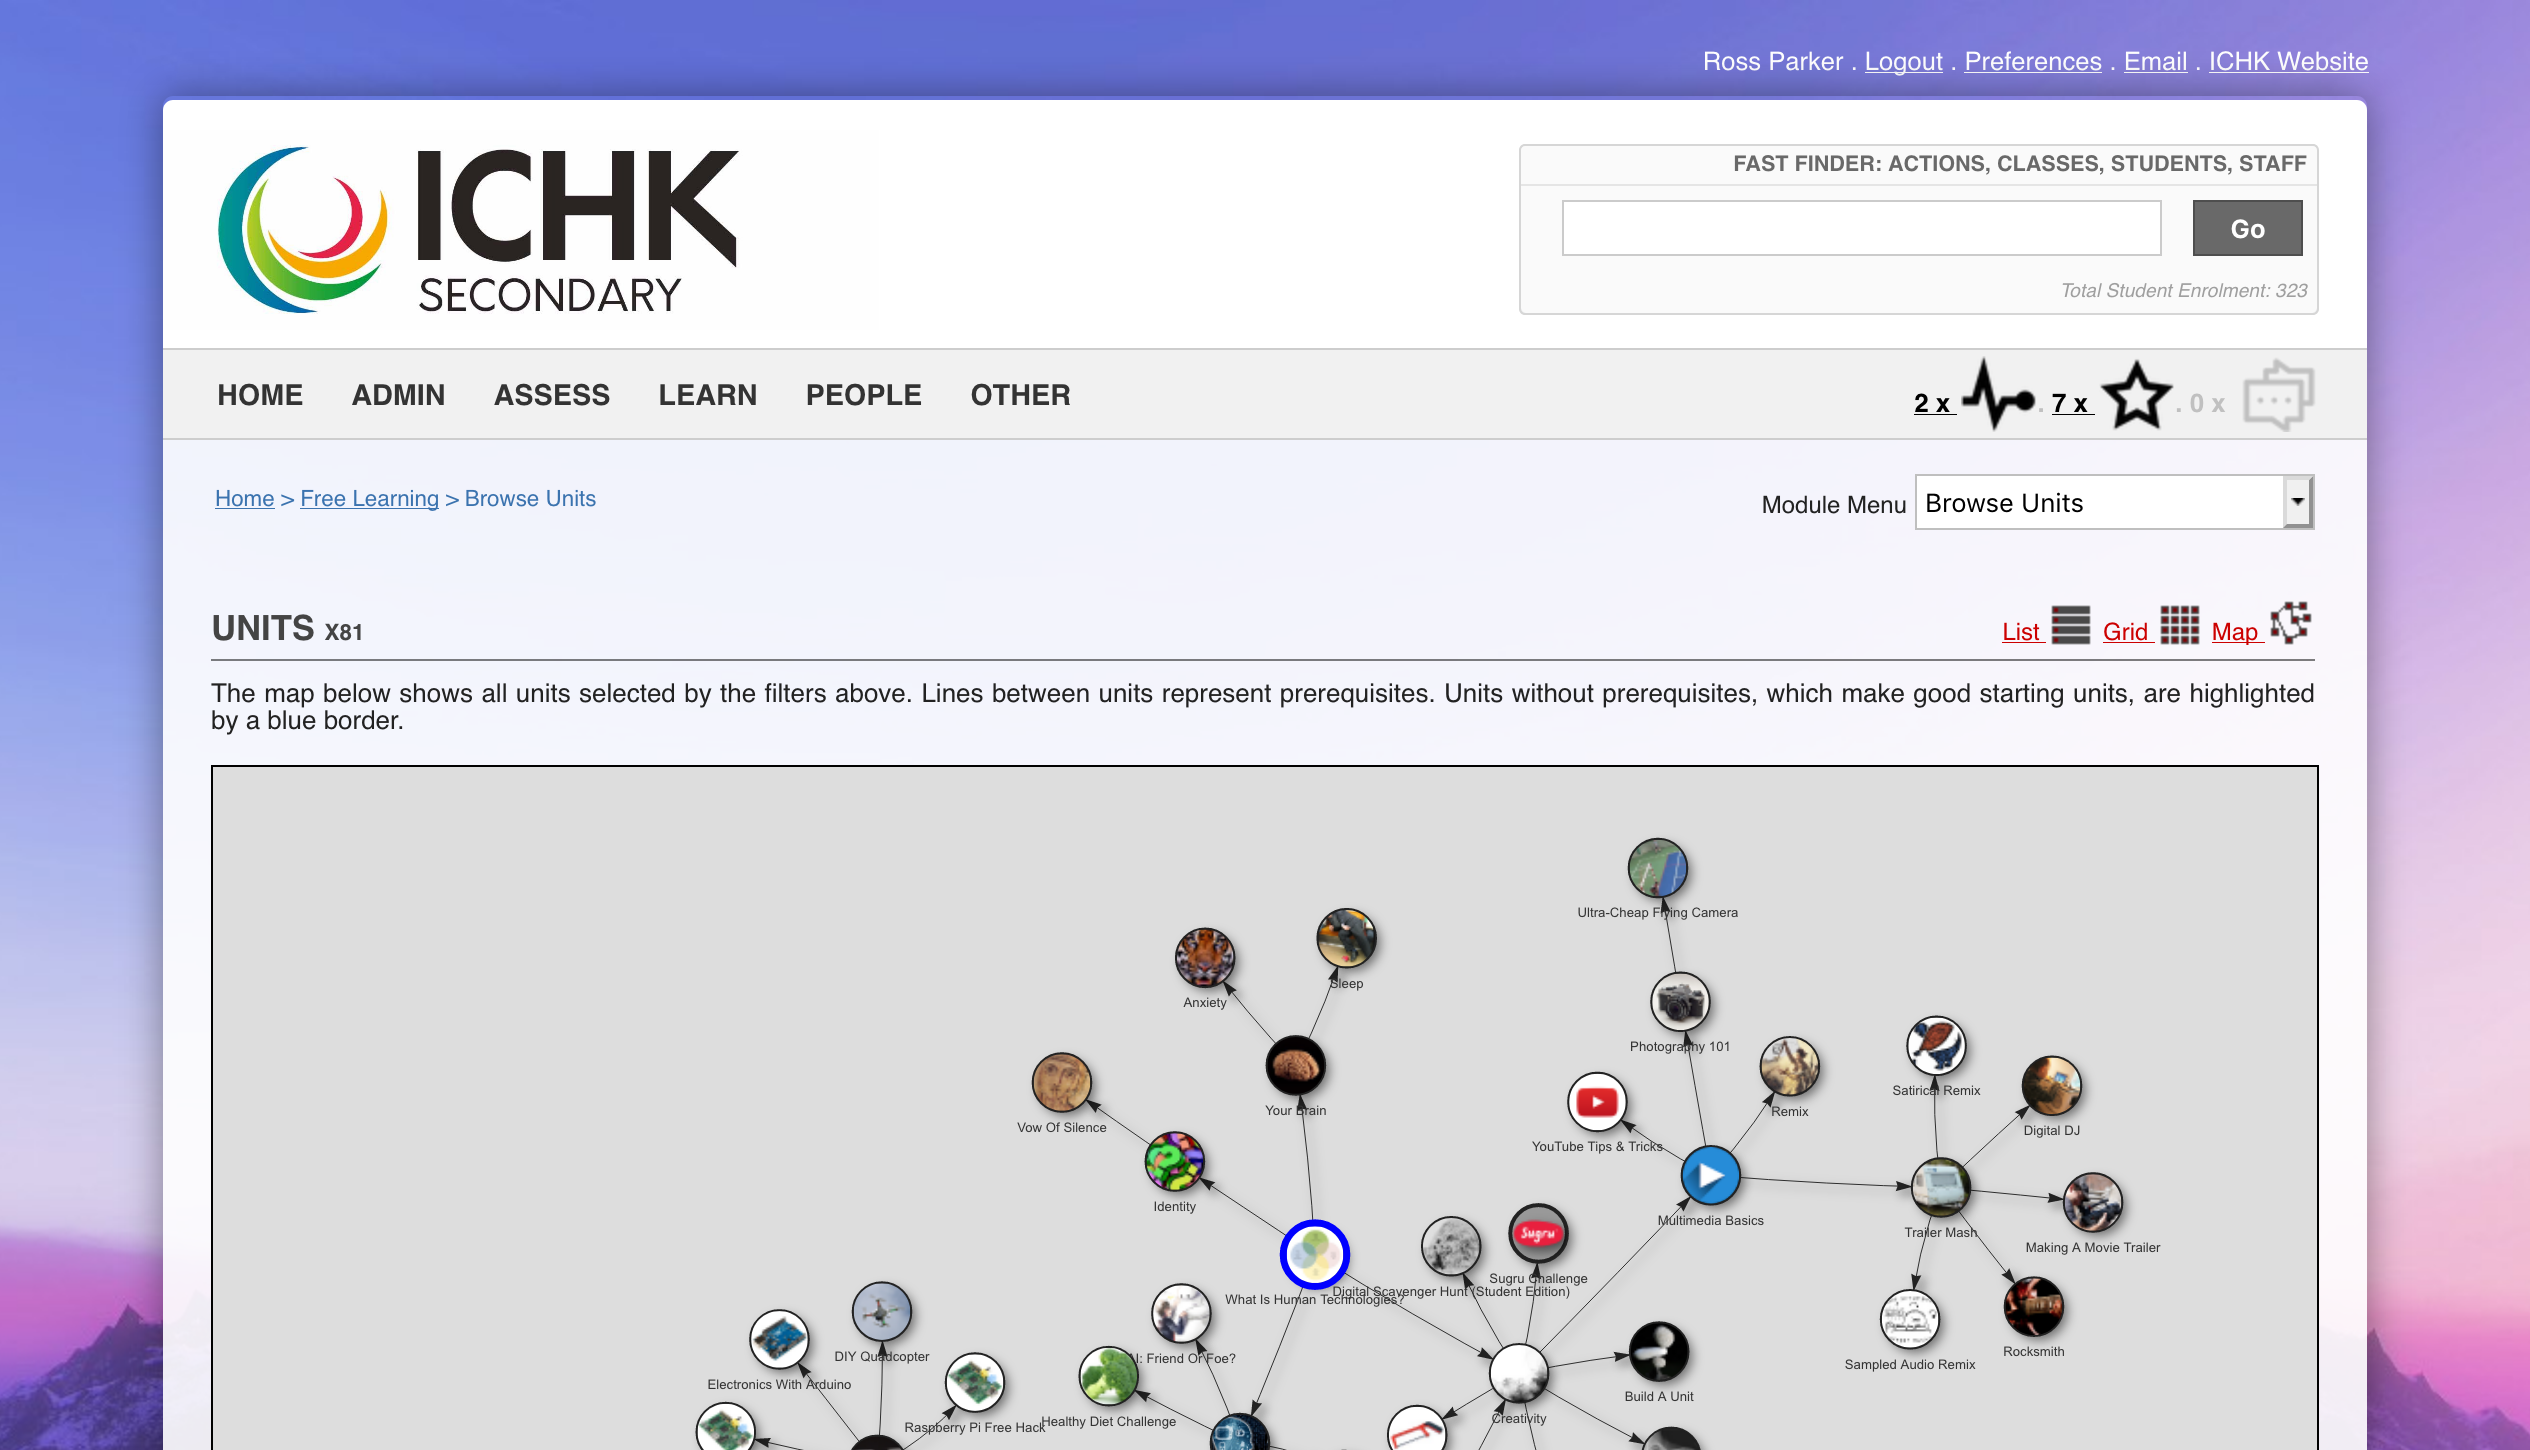 Ross Parker . Logout . Preferences . Email . ICHK Website
ICHK
SECONDARY
FAST FINDER: ACTIONS, CLASSES, STUDENTS, STAFF
Go
Total Student Enrolment: 323
HOME ADMIN ASSESS LEARN PEOPLE OTHER
2 x . 7 x . 0 x
Home > Free Learning > Browse Units
Module Menu Browse Units
UNITS X81
List Grid Map
The map below shows all units selected by the filters above. Lines between units represent prerequisites. Units without prerequisites, which make good starting units, are highlighted
by a blue border.
Ultra-Cheap Flying Camera
Sleep
Anxiety
Photography 101
Satirical Remix
Your Brain
Remix
Vow Of Silence
Digital DJ
YouTube Tips & Tricks
Identity
Multimedia Basics
Trailer Mash
Making A Movie Trailer
Sugru
Sugru Challenge
Digital Scavenger Hunt (Student Edition)
What Is Human Technologies?
Rocksmith
DIY Quadcopter
AI: Friend Or Foe?
Sampled Audio Remix
Electronics With Arduino
Build A Unit
Creativity
Healthy Diet Challenge
Raspberry Pi Free Hack